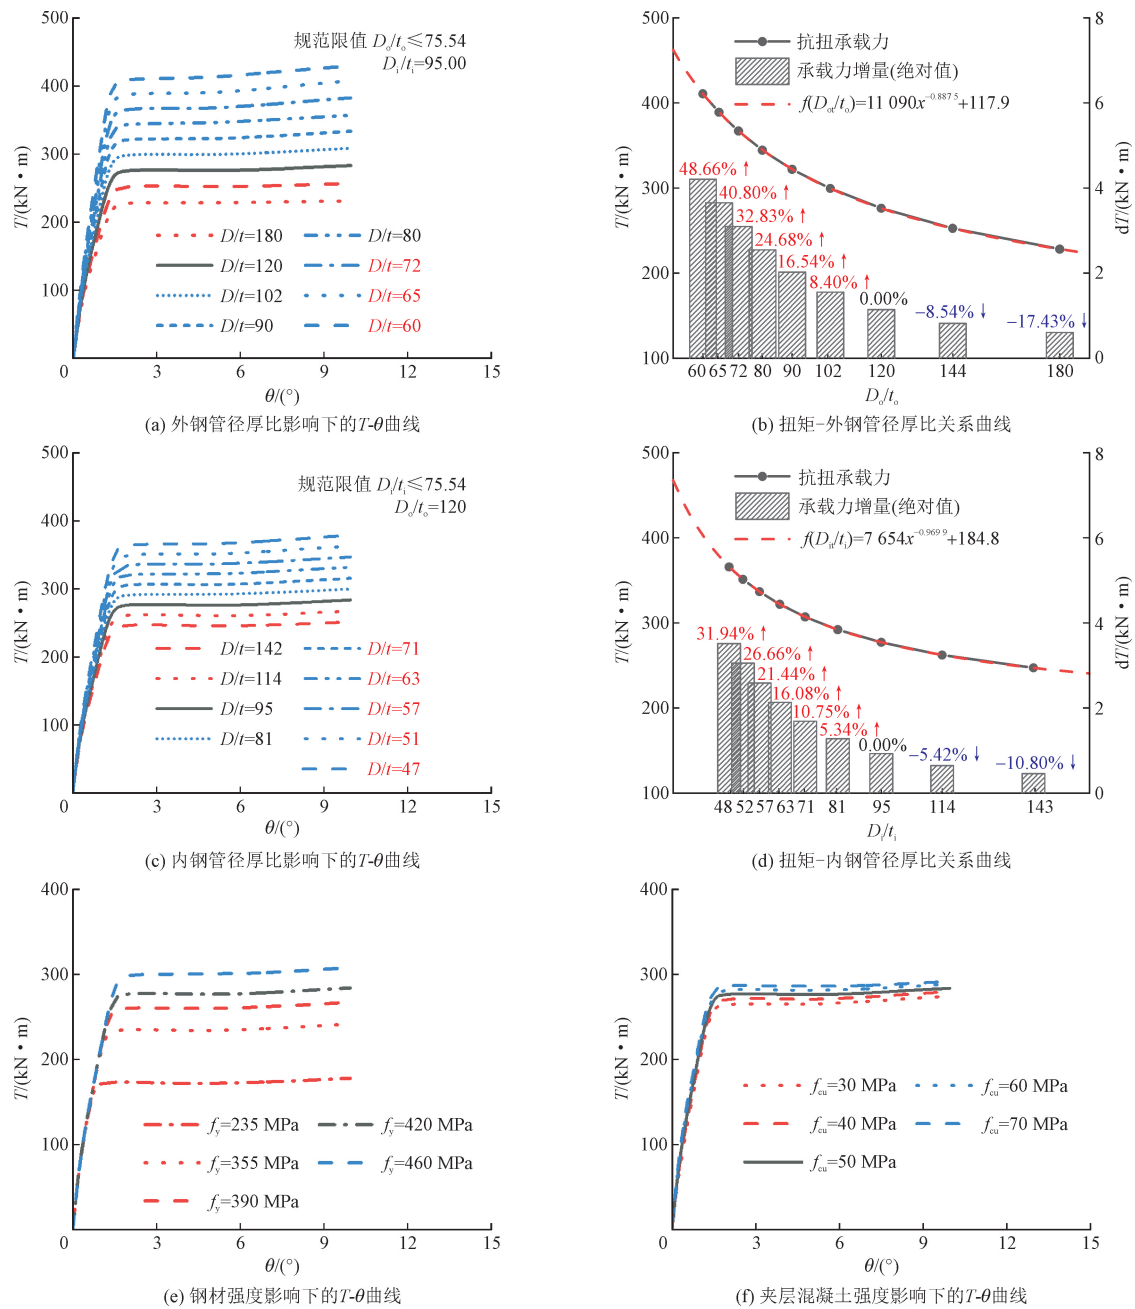 500
400
300
200
100
T/(kN·m)
规范限值 Do/to≤75.54
Di/ti=95.00
D/t=180
D/t=80
D/t=120
D/t=72
D/t=102
D/t=65
D/t=90
D/t=60
0 3 6 9 12 15
θ/(°)
(a) 外钢管径厚比影响下的T-θ曲线
500
400
300
200
100
T/(kN·m)
抗扭承载力
承载力增量(绝对值)
f(Dot/to)=11 090x^−0.887 5+117.9
48.66%↑
40.80%↑
32.83%↑
24.68%↑
16.54%↑
8.40%↑
0.00%
−8.54%↓
−17.43%↓
8
6
4
2
0
dT/(kN·m)
60 65 72 80 90 102 120 144 180
Do/to
(b) 扭矩−外钢管径厚比关系曲线
500
400
300
200
100
T/(kN·m)
规范限值 Di/ti≤75.54
Do/to=120
D/t=142
D/t=71
D/t=114
D/t=63
D/t=95
D/t=57
D/t=81
D/t=51
D/t=47
0 3 6 9 12 15
θ/(°)
(c) 内钢管径厚比影响下的T-θ曲线
500
400
300
200
100
T/(kN·m)
抗扭承载力
承载力增量(绝对值)
f(Dit/ti)=7 654x^−0.969 9+184.8
31.94%↑
26.66%↑
21.44%↑
16.08%↑
10.75%↑
5.34%↑
0.00%
−5.42%↓
−10.80%↓
8
6
4
2
0
dT/(kN·m)
48 52 57 63 71 81 95 114 143
Di/ti
(d) 扭矩−内钢管径厚比关系曲线
400
300
200
100
T/(kN·m)
fy=235 MPa
fy=420 MPa
fy=355 MPa
fy=460 MPa
fy=390 MPa
0 3 6 9 12 15
θ/(°)
(e) 钢材强度影响下的T-θ曲线
400
300
200
100
T/(kN·m)
fcu=30 MPa
fcu=60 MPa
fcu=40 MPa
fcu=70 MPa
fcu=50 MPa
0 3 6 9 12 15
θ/(°)
(f) 夹层混凝土强度影响下的T-θ曲线